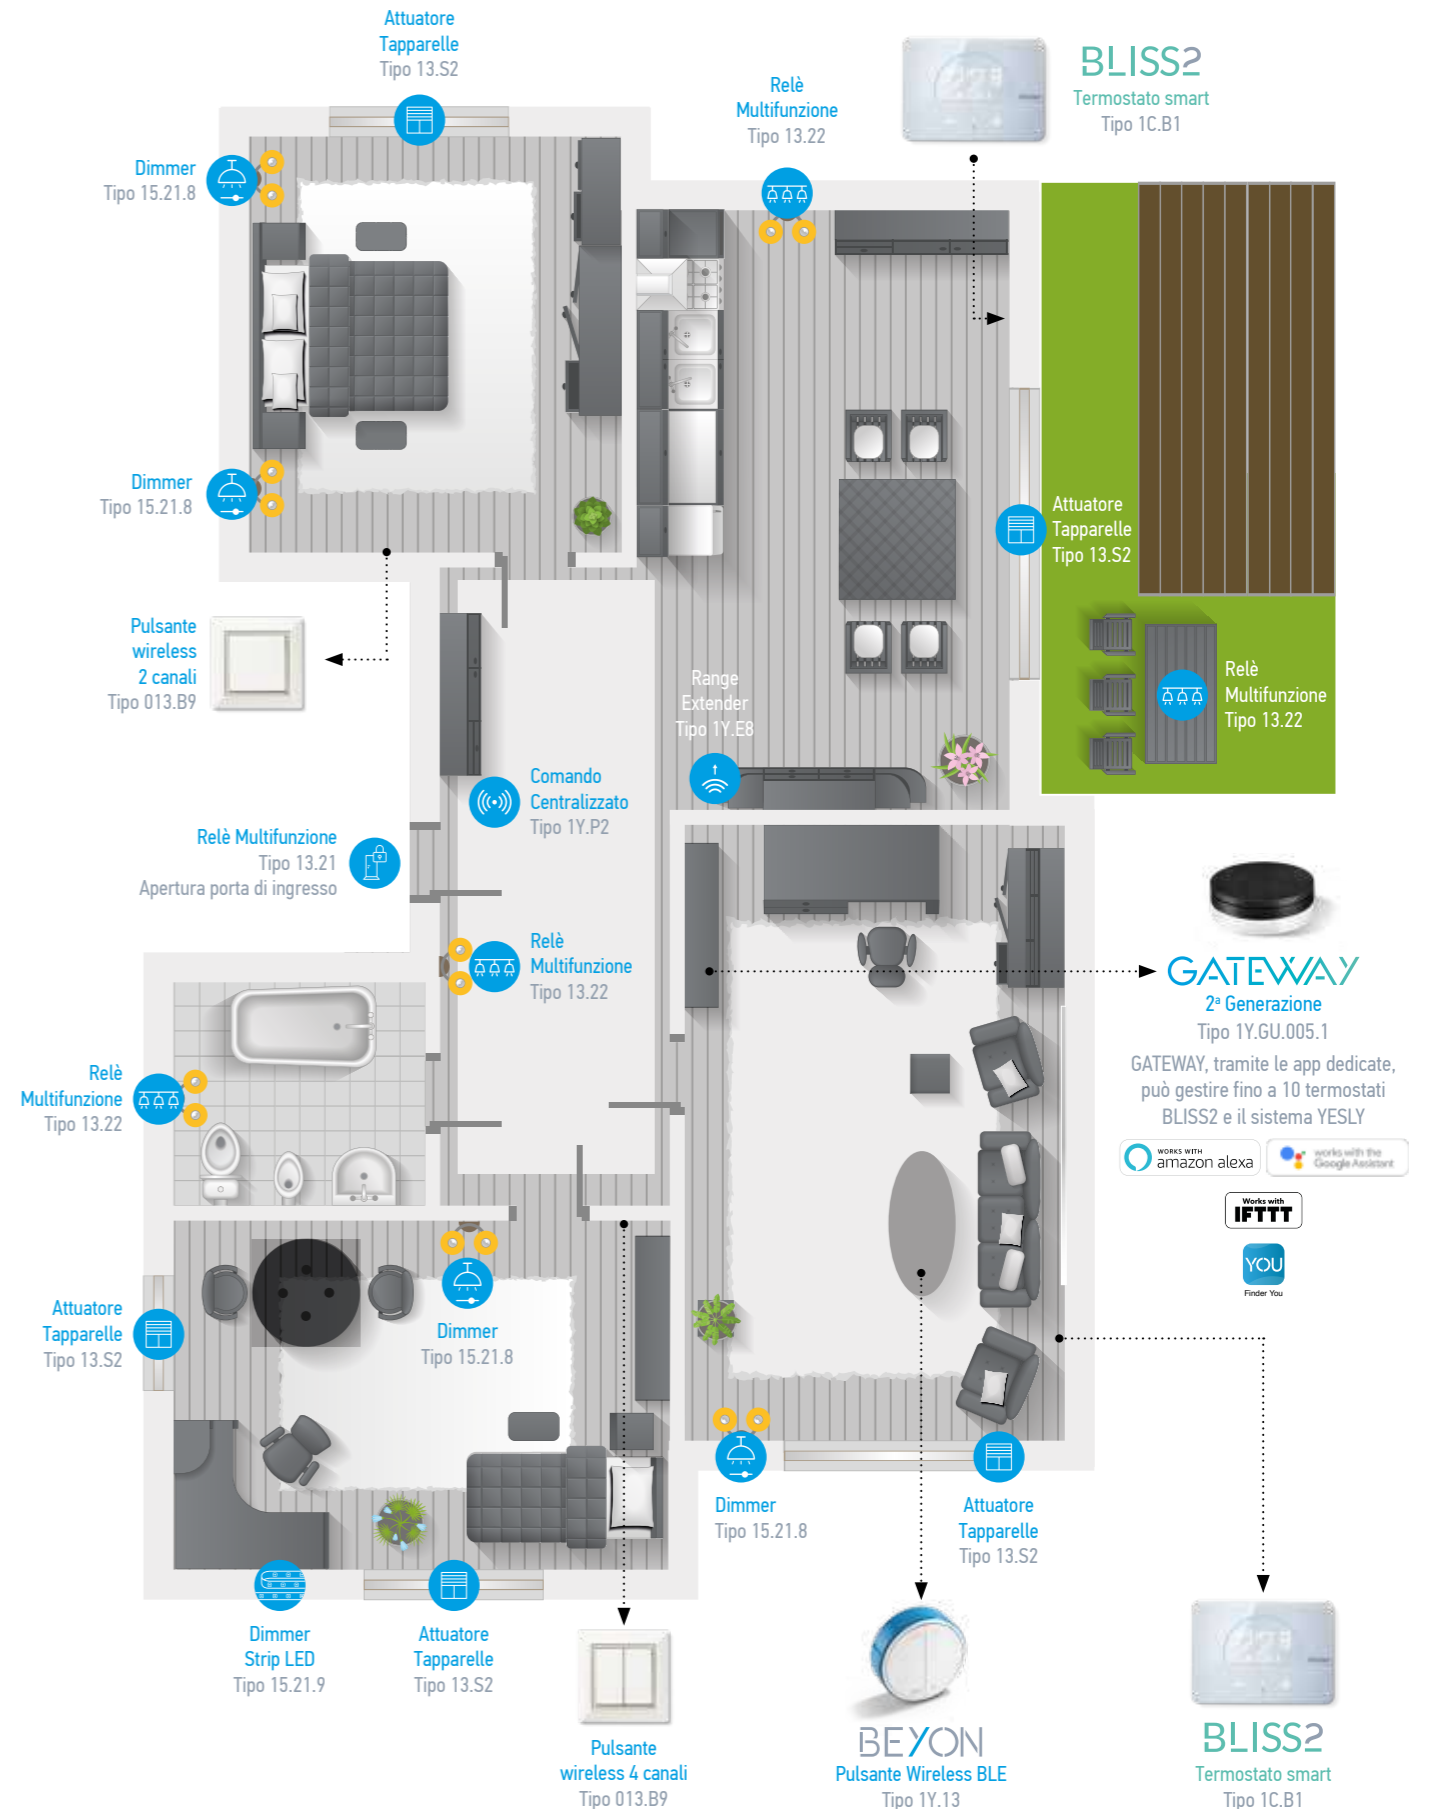 Attuatore
Tapparelle
Tipo 13.S2
BLISS2
Termostato smart
Tipo 1C.B1
Relè
Multifunzione
Tipo 13.22
Dimmer
Tipo 15.21.8
Dimmer
Tipo 15.21.8
Attuatore
Tapparelle
Tipo 13.S2
Pulsante
wireless
2 canali
Tipo 013.B9
Range
Extender
Tipo 1Y.E8
Relè
Multifunzione
Tipo 13.22
Comando
Centralizzato
Tipo 1Y.P2
Relè Multifunzione
Tipo 13.21
Apertura porta di ingresso
Relè
Multifunzione
Tipo 13.22
GATEWAY
2ª Generazione
Tipo 1Y.GU.005.1
GATEWAY, tramite le app dedicate,
può gestire fino a 10 termostati
BLISS2 e il sistema YESLY
WORKS WITH
amazon alexa
works with the
Google Assistant
Works with
IFTTT
YOU
Finder You
Relè
Multifunzione
Tipo 13.22
Attuatore
Tapparelle
Tipo 13.S2
Dimmer
Tipo 15.21.8
Dimmer
Tipo 15.21.8
Attuatore
Tapparelle
Tipo 13.S2
Dimmer
Strip LED
Tipo 15.21.9
Attuatore
Tapparelle
Tipo 13.S2
Pulsante
wireless 4 canali
Tipo 013.B9
BEYON
Pulsante Wireless BLE
Tipo 1Y.13
BLISS2
Termostato smart
Tipo 1C.B1